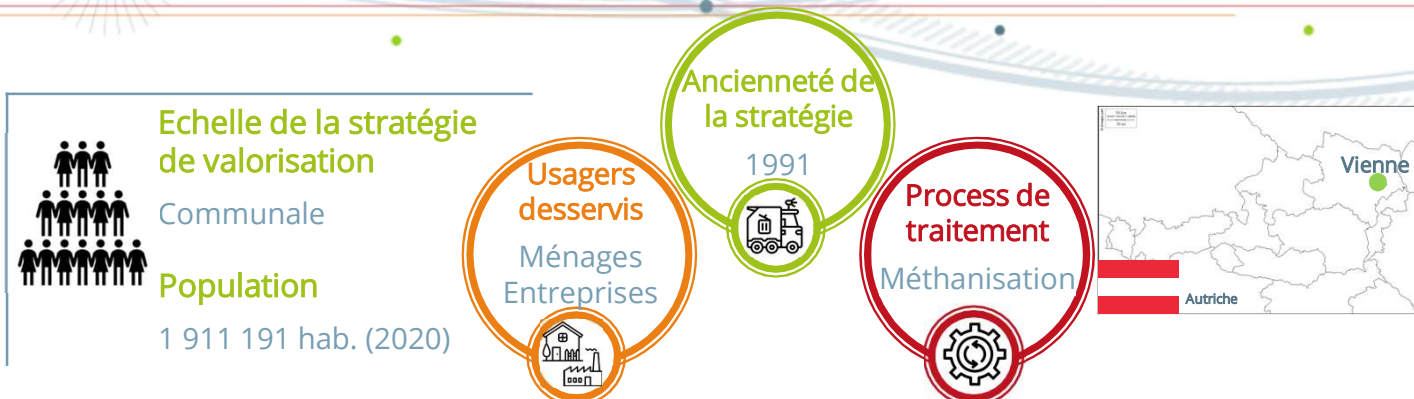 Echelle de la stratégie
de valorisation
Communale
Population
1 911 191 hab. (2020)
Usagers
desservis
Ménages
Entreprises
Ancienneté de
la stratégie
1991
Process de
traitement
Méthanisation
Vienne
Autriche